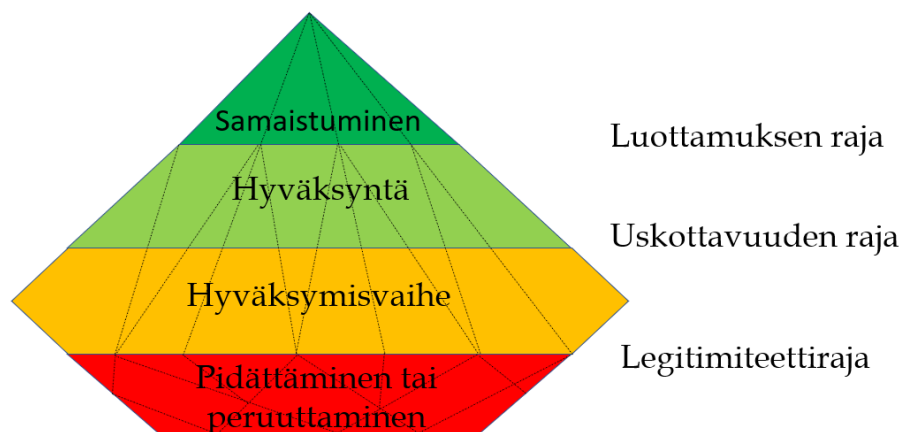 Samaistuminen
Luottamuksen raja
Hyväksyntä
Uskottavuuden raja
Hyväksymisvaihe
Legitimiteettiraja
Pidättäminen tai
peruuttaminen